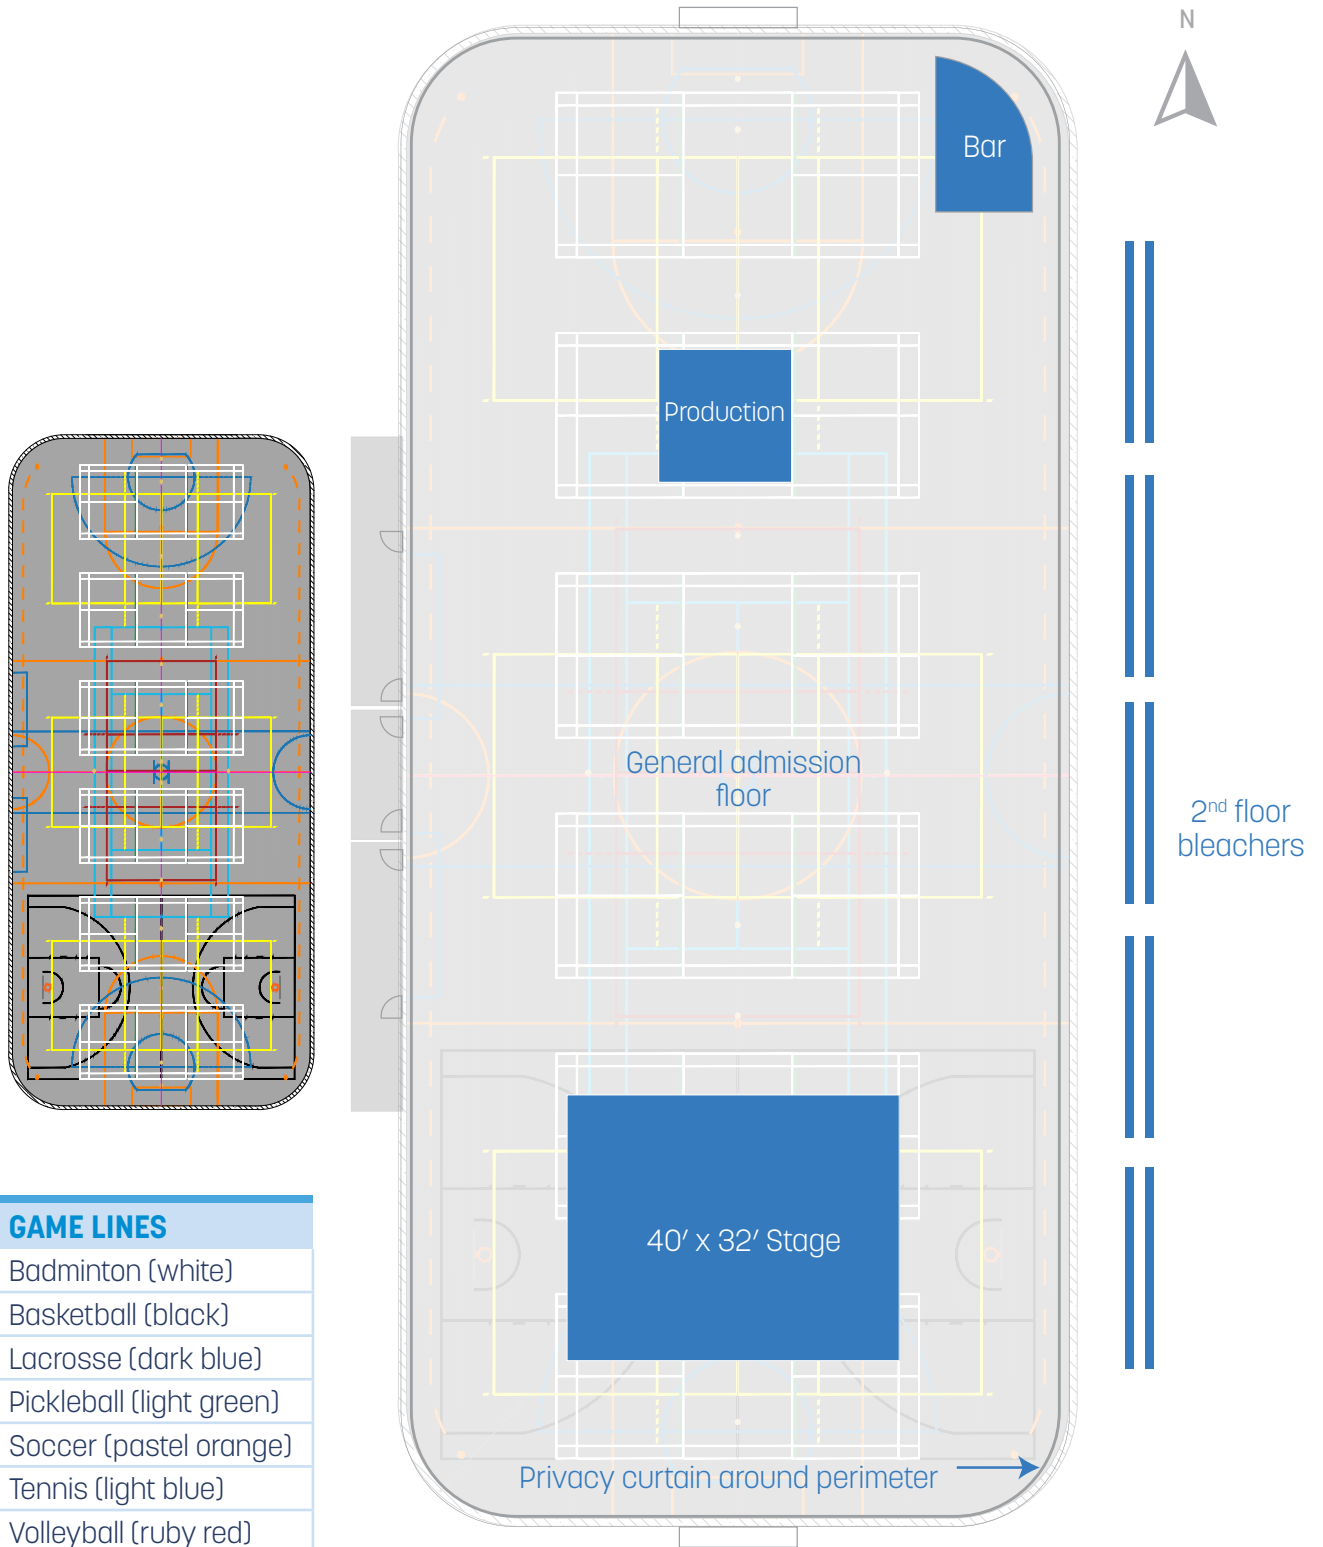 N
Bar
Production
General admission
floor
2nd floor
bleachers
40′ x 32′ Stage
Privacy curtain around perimeter
GAME LINES
Badminton (white)
Basketball (black)
Lacrosse (dark blue)
Pickleball (light green)
Soccer (pastel orange)
Tennis (light blue)
Volleyball (ruby red)